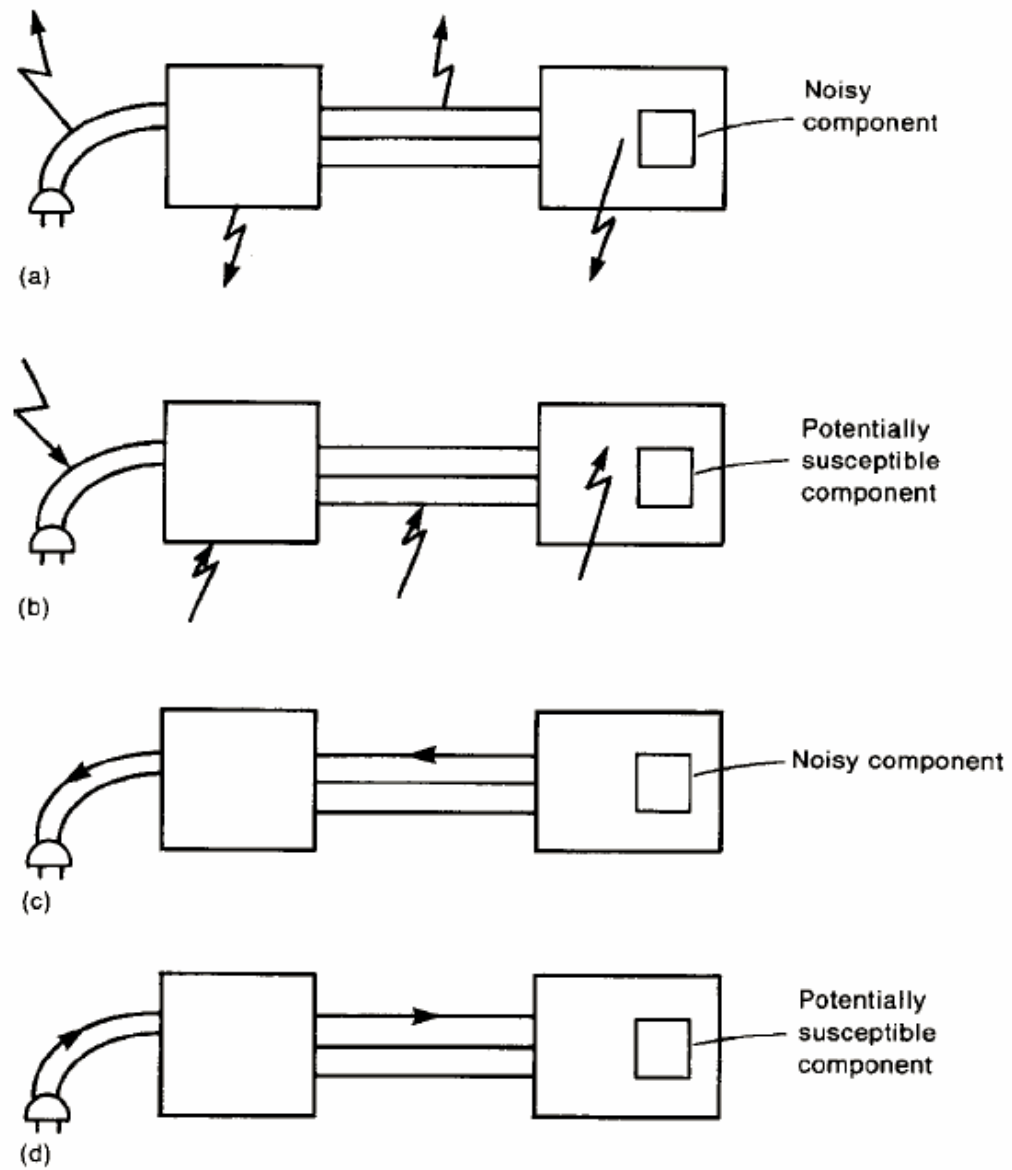 Noisy
component
(a)
Potentially
susceptible
component
(b)
Noisy component
(c)
Potentially
susceptible
component
(d)